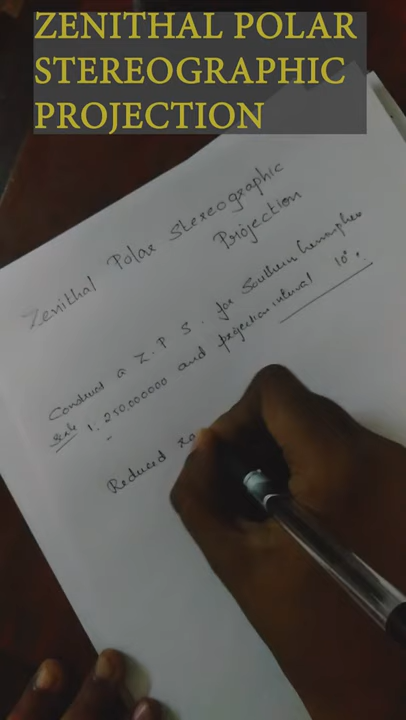 ZENITHAL POLAR
STEREOGRAPHIC
PROJECTION
Zenithal Polar Stereographic
Projection
Construct a Z. P S. for Southern hemisphere
Scale 1: 250,000000 and projection interval 10°.
Reduced ra